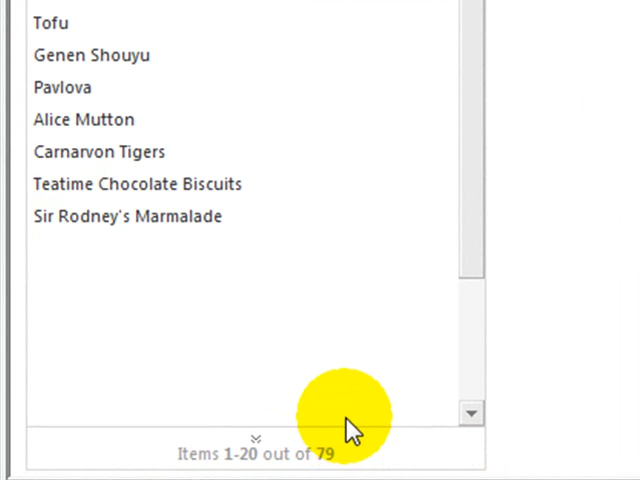 Tofu
Genen Shouyu
Pavlova
Alice Mutton
Carnarvon Tigers
Teatime Chocolate Biscuits
Sir Rodney's Marmalade
Items 1-20 out of 79